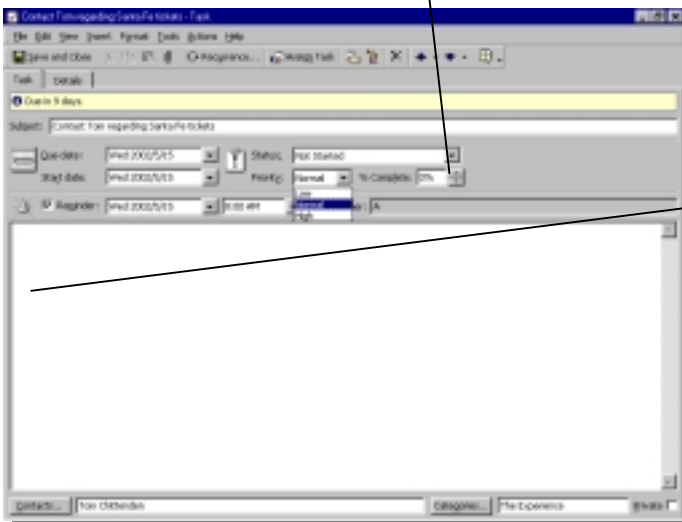 Contact Tom regarding Santa Fe tickets - Task
File Edit View Insert Format Tools Actions Help
Save and Close Recurrence... Assign Task
Task Details
Due in 9 days.
Subject: Contact Tom regarding Santa Fe tickets
Due date: Wed 2002/5/15 Status: Not Started
Start date: Wed 2002/5/15 Priority: Normal % Complete: 0%
Low
Reminder: Wed 2002/5/15 8:00 AM Normal
High
Contacts... Tom Chittenden Categories... The Experience Private